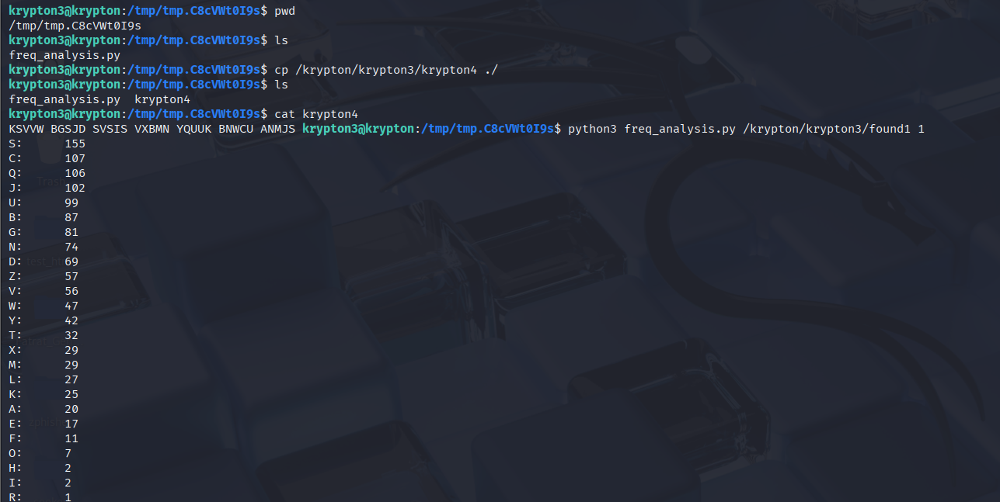 krypton3@krypton:/tmp/tmp.C8cVWt0I9s$ pwd
/tmp/tmp.C8cVWt0I9s
krypton3@krypton:/tmp/tmp.C8cVWt0I9s$ ls
freq_analysis.py
krypton3@krypton:/tmp/tmp.C8cVWt0I9s$ cp /krypton/krypton3/krypton4 ./
krypton3@krypton:/tmp/tmp.C8cVWt0I9s$ ls
freq_analysis.py  krypton4
krypton3@krypton:/tmp/tmp.C8cVWt0I9s$ cat krypton4
KSVVW BGSJD SVSIS VXBMN YQUUK BNWCU ANMJS krypton3@krypton:/tmp/tmp.C8cVWt0I9s$ python3 freq_analysis.py /krypton/krypton3/found1 1
S: 155
C: 107
Q: 106
J: 102
U: 99
B: 87
G: 81
N: 74
D: 69
Z: 57
V: 56
W: 47
Y: 42
T: 32
X: 29
M: 29
L: 27
K: 25
A: 20
E: 17
F: 11
O: 7
H: 2
I: 2
R: 1